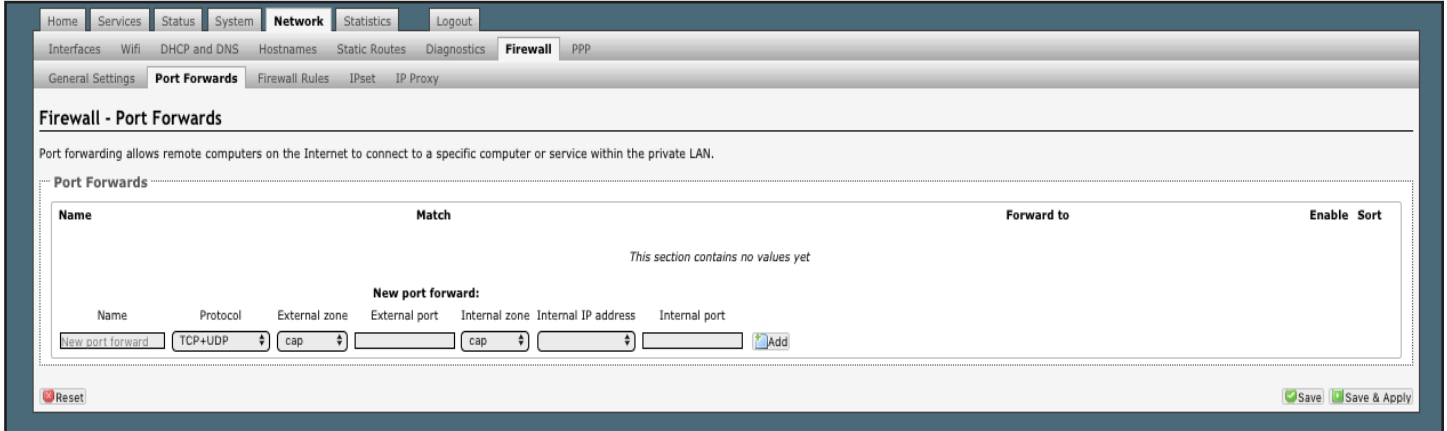 Home Services Status System Network Statistics Logout
Interfaces Wifi DHCP and DNS Hostnames Static Routes Diagnostics Firewall PPP
General Settings Port Forwards Firewall Rules IPset IP Proxy
Firewall - Port Forwards
Port forwarding allows remote computers on the Internet to connect to a specific computer or service within the private LAN.
Port Forwards
Name Match Forward to Enable Sort
This section contains no values yet
New port forward:
Name Protocol External zone External port Internal zone Internal IP address Internal port
New port forward TCP+UDP cap cap Add
Reset Save Save & Apply